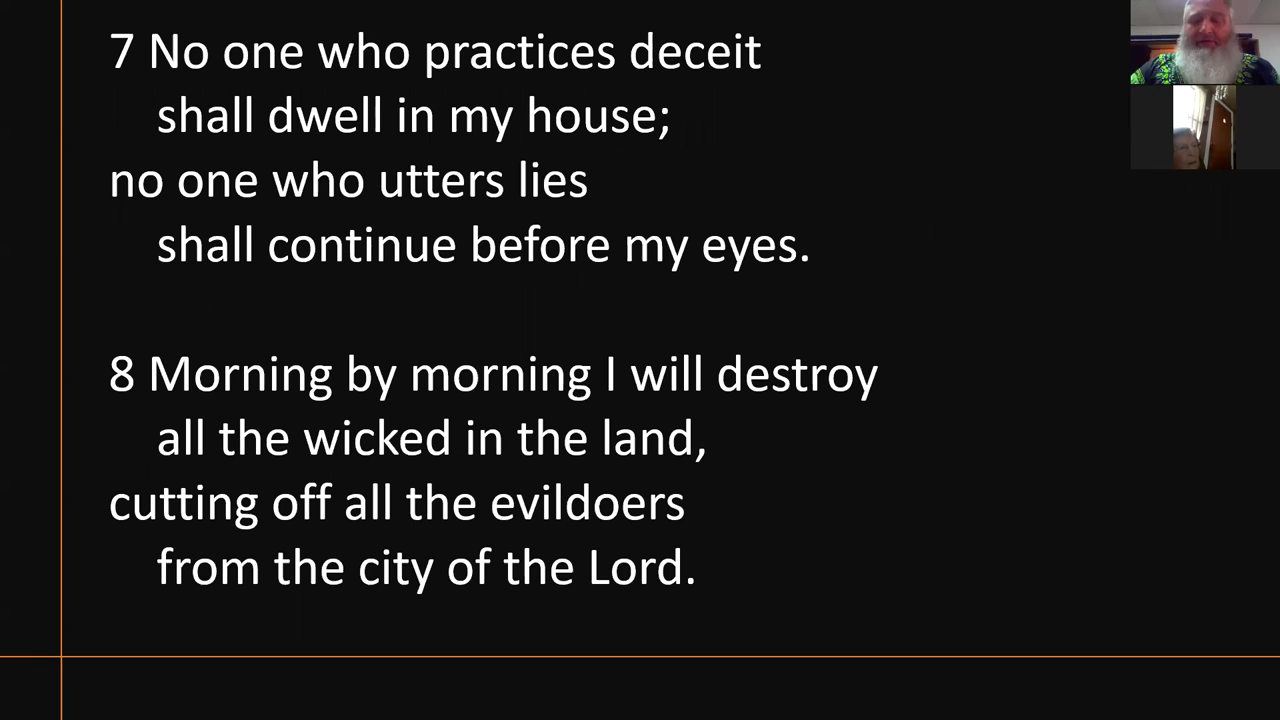 7 No one who practices deceit
shall dwell in my house;
no one who utters lies
shall continue before my eyes.
8 Morning by morning I will destroy
all the wicked in the land,
cutting off all the evildoers
from the city of the Lord.